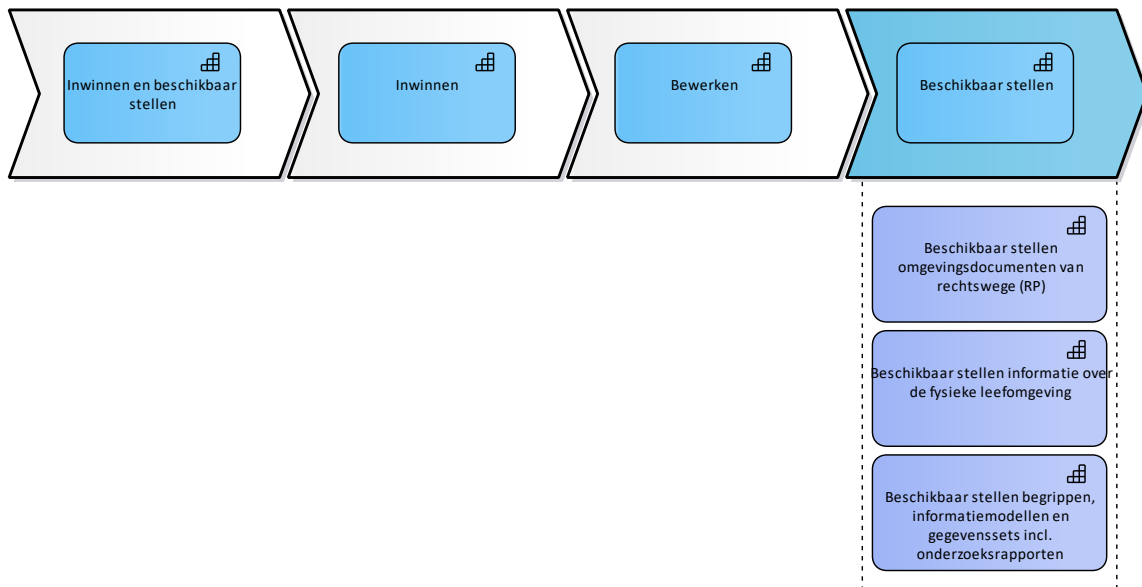 Inwinnen en beschikbaar
stellen
Inwinnen
Bewerken
Beschikbaar stellen
Beschikbaar stellen
omgevingsdocumenten van
rechtswege (RP)
Beschikbaar stellen informatie over
de fysieke leefomgeving
Beschikbaar stellen begrippen,
informatiemodellen en
gegevenssets incl.
onderzoeksrapporten